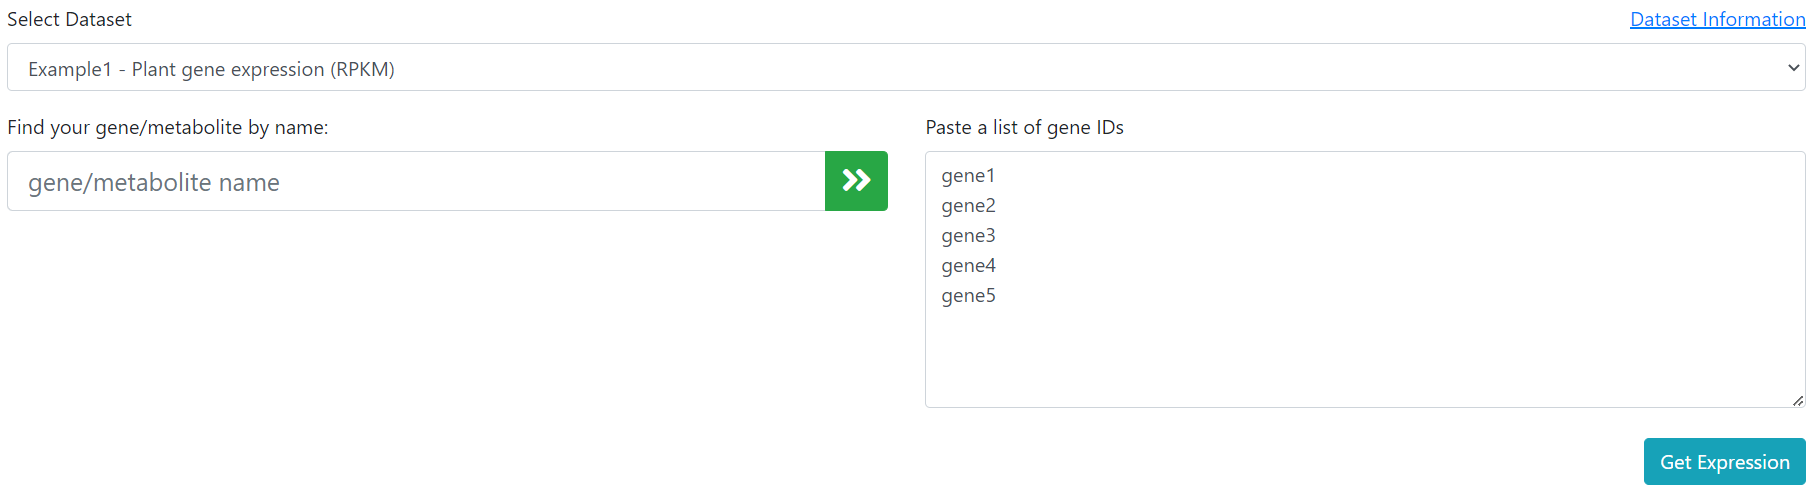 Select Dataset
Dataset Information
Example1 - Plant gene expression (RPKM)
Find your gene/metabolite by name:
gene/metabolite name
Paste a list of gene IDs
gene1
gene2
gene3
gene4
gene5
Get Expression